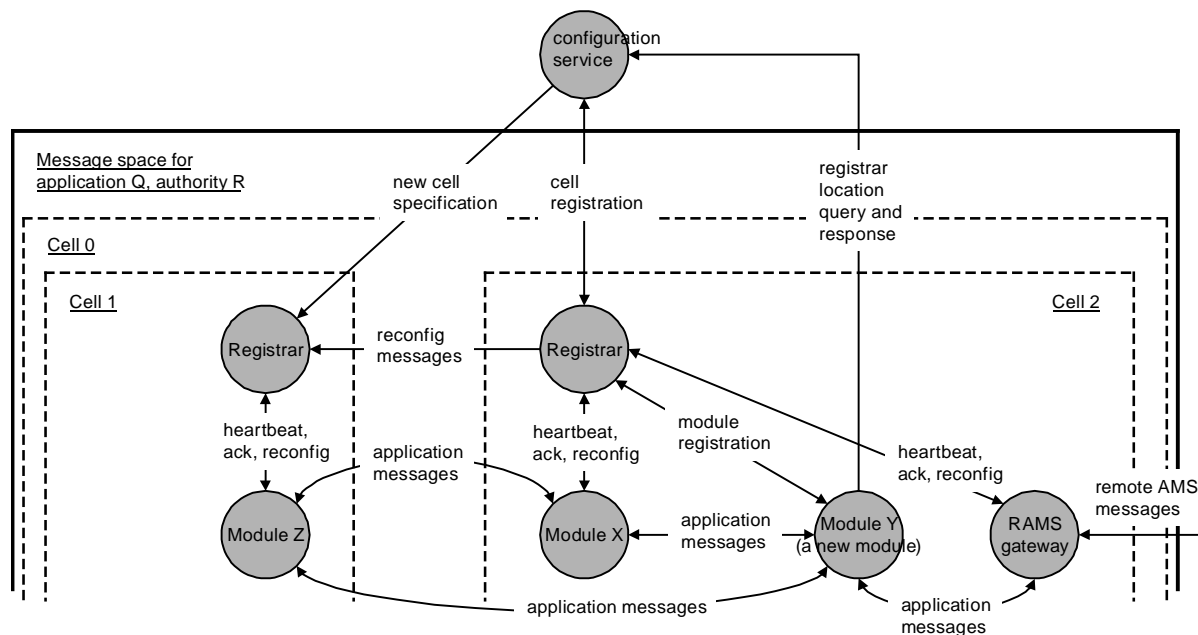 configuration
service
Message space for
application Q, authority R
new cell
specification
cell
registration
registrar
location
query and
response
Cell 0
Cell 1
Cell 2
Registrar
reconfig
messages
Registrar
heartbeat,
ack, reconfig
application
messages
heartbeat,
ack, reconfig
module
registration
heartbeat,
ack, reconfig
remote AMS
messages
Module Z
Module X
application
messages
Module Y
(a new module)
RAMS
gateway
application messages
application
messages